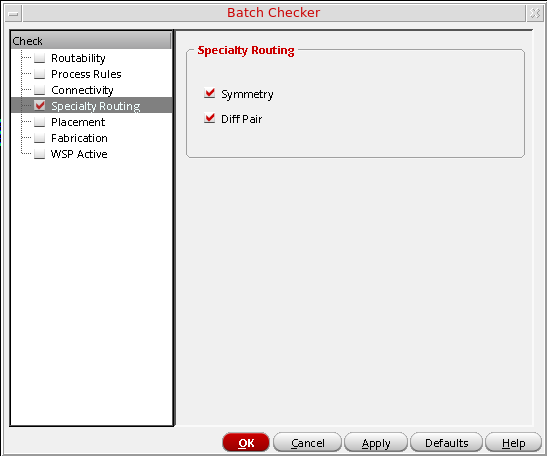 Batch Checker
Check
Routability
Process Rules
Connectivity
Specialty Routing
Placement
Fabrication
WSP Active
Specialty Routing
Symmetry
Diff Pair
OK
Cancel
Apply
Defaults
Help